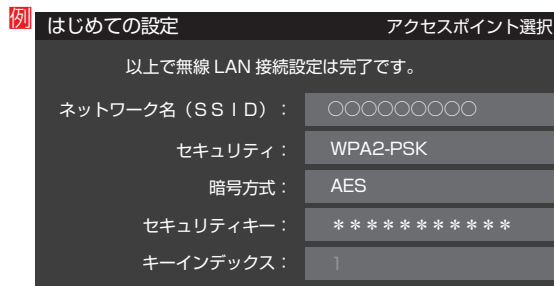 例
はじめての設定 アクセスポイント選択
以上で無線 LAN 接続設定は完了です。
ネットワーク名(SSID): ○○○○○○○○○
セキュリティ: WPA2-PSK
暗号方式: AES
セキュリティキー: ***********
キーインデックス: 1